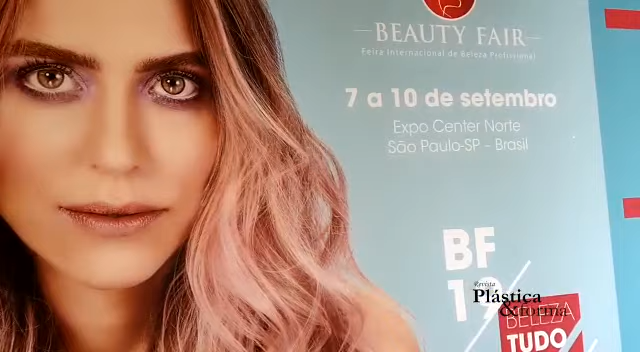 BEAUTY FAIR
Feira Internacional de Beleza Profissional
7 a 10 de setembro
Expo Center Norte
São Paulo-SP - Brasil
BF
19
Revista
Plástica
&forma
BELEZA
TUDO